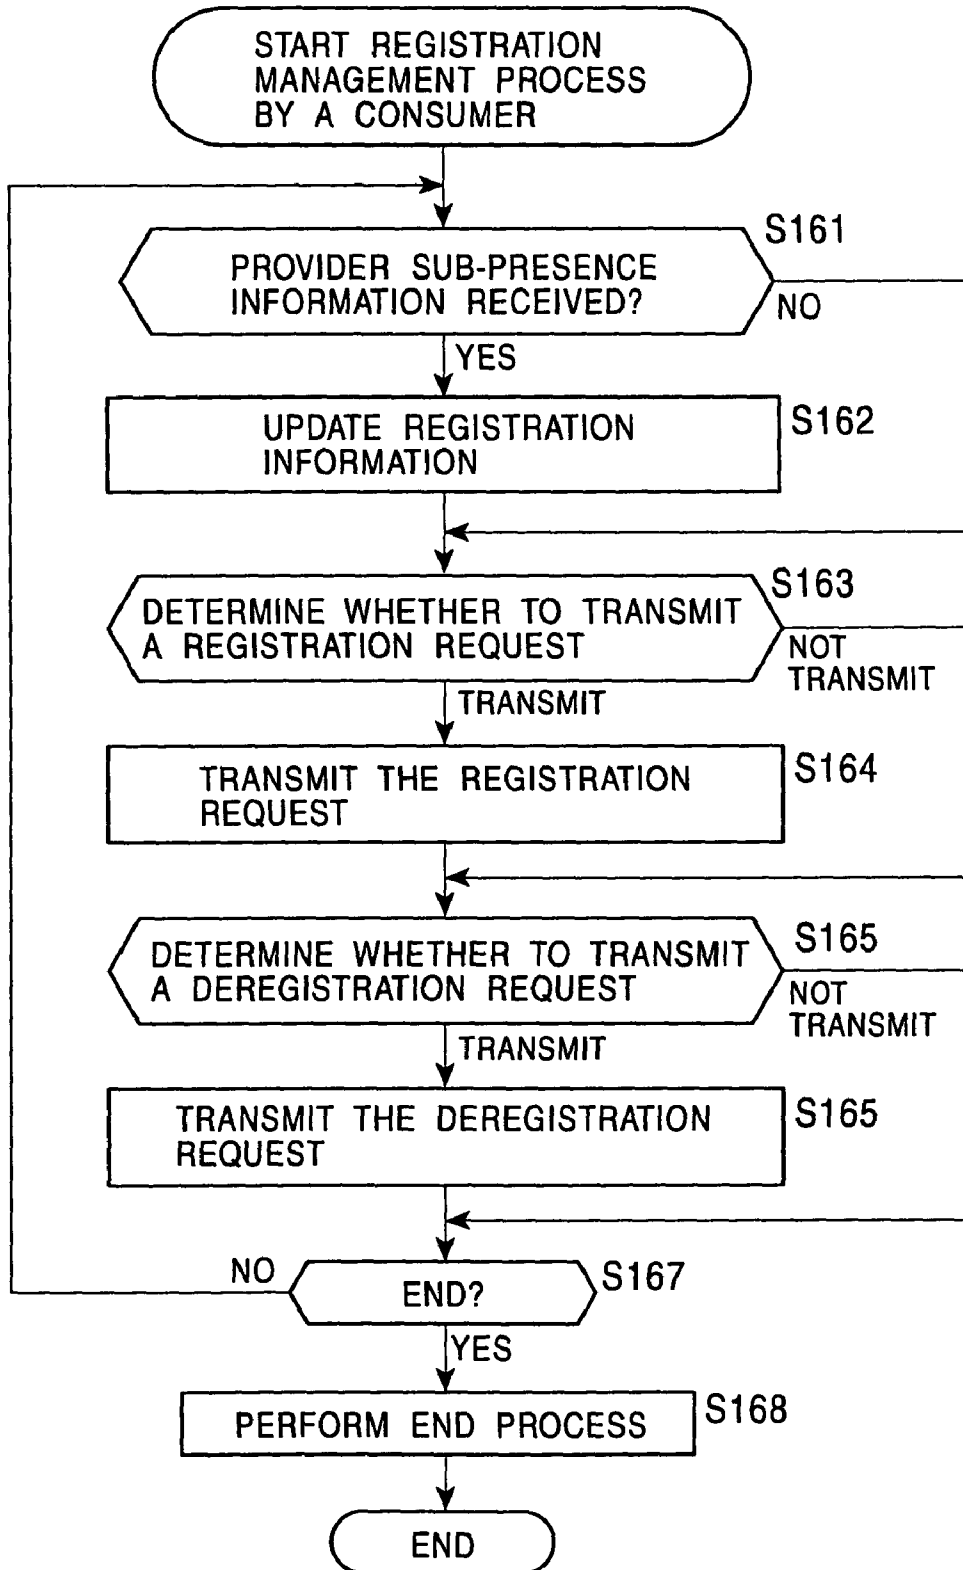 START REGISTRATION
MANAGEMENT PROCESS
BY A CONSUMER
S161
PROVIDER SUB-PRESENCE
INFORMATION RECEIVED?
NO
YES
S162
UPDATE REGISTRATION
INFORMATION
S163
DETERMINE WHETHER TO TRANSMIT
A REGISTRATION REQUEST
NOT
TRANSMIT
TRANSMIT
S164
TRANSMIT THE REGISTRATION
REQUEST
S165
DETERMINE WHETHER TO TRANSMIT
A DEREGISTRATION REQUEST
NOT
TRANSMIT
TRANSMIT
S165
TRANSMIT THE DEREGISTRATION
REQUEST
NO
S167
END?
YES
S168
PERFORM END PROCESS
END